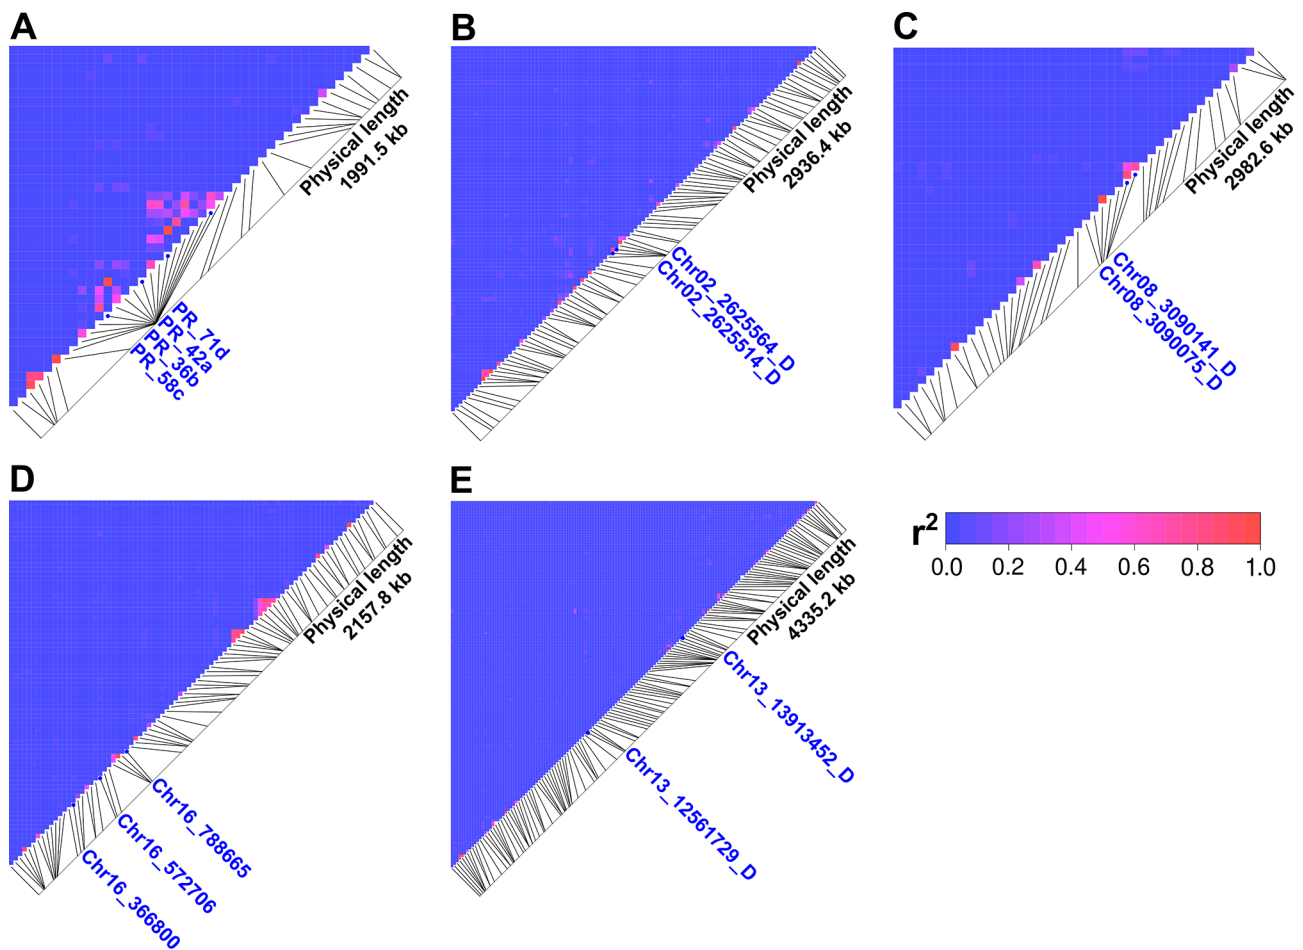 A
Physical length
1991.5 kb
PR_71d
PR_42a
PR_36b
PR_58c
B
Physical length
2936.4 kb
Chr02_2625564_D
Chr02_2625514_D
C
Physical length
2982.6 kb
Chr08_3090141_D
Chr08_3090075_D
D
Physical length
2157.8 kb
Chr16_788665
Chr16_572706
Chr16_366800
E
Physical length
4335.2 kb
Chr13_13913452_D
Chr13_12561729_D
r²
0.0 0.2 0.4 0.6 0.8 1.0